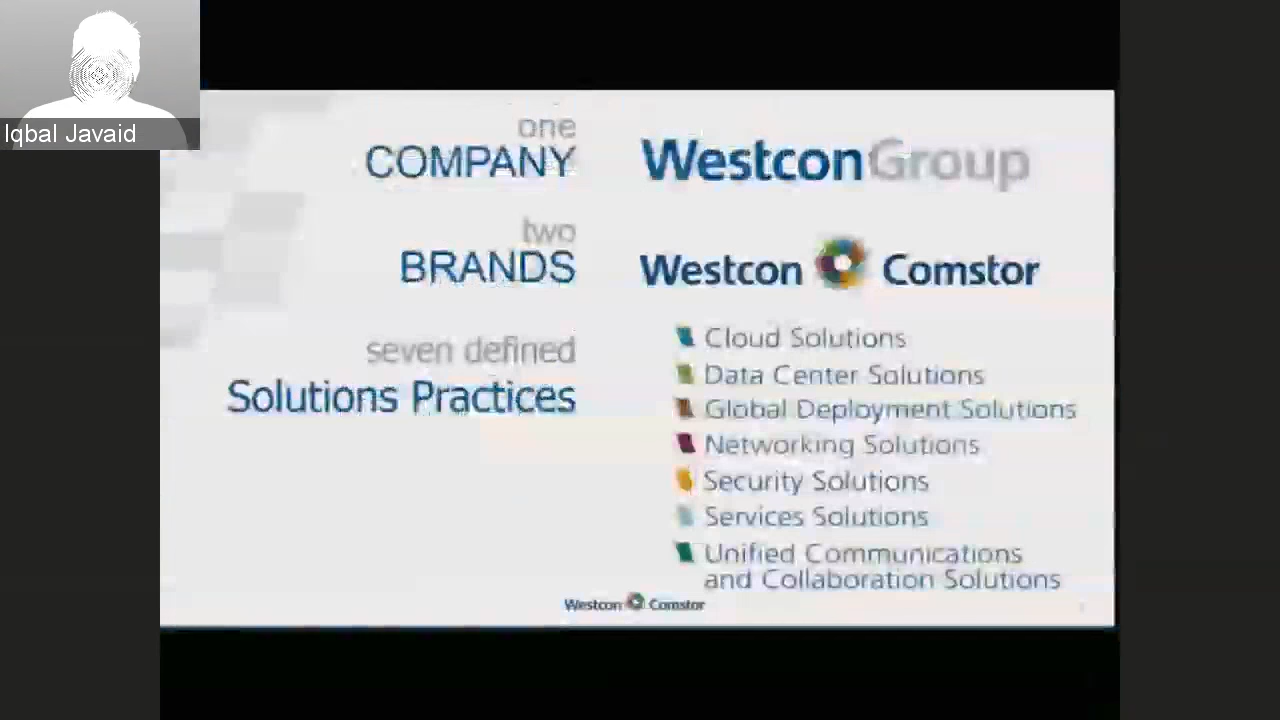 Iqbal Javaid
one
COMPANY
WestconGroup
two
BRANDS
Westcon Comstor
seven defined
Solutions Practices
Cloud Solutions
Data Center Solutions
Global Deployment Solutions
Networking Solutions
Security Solutions
Services Solutions
Unified Communications
and Collaboration Solutions
Westcon Comstor